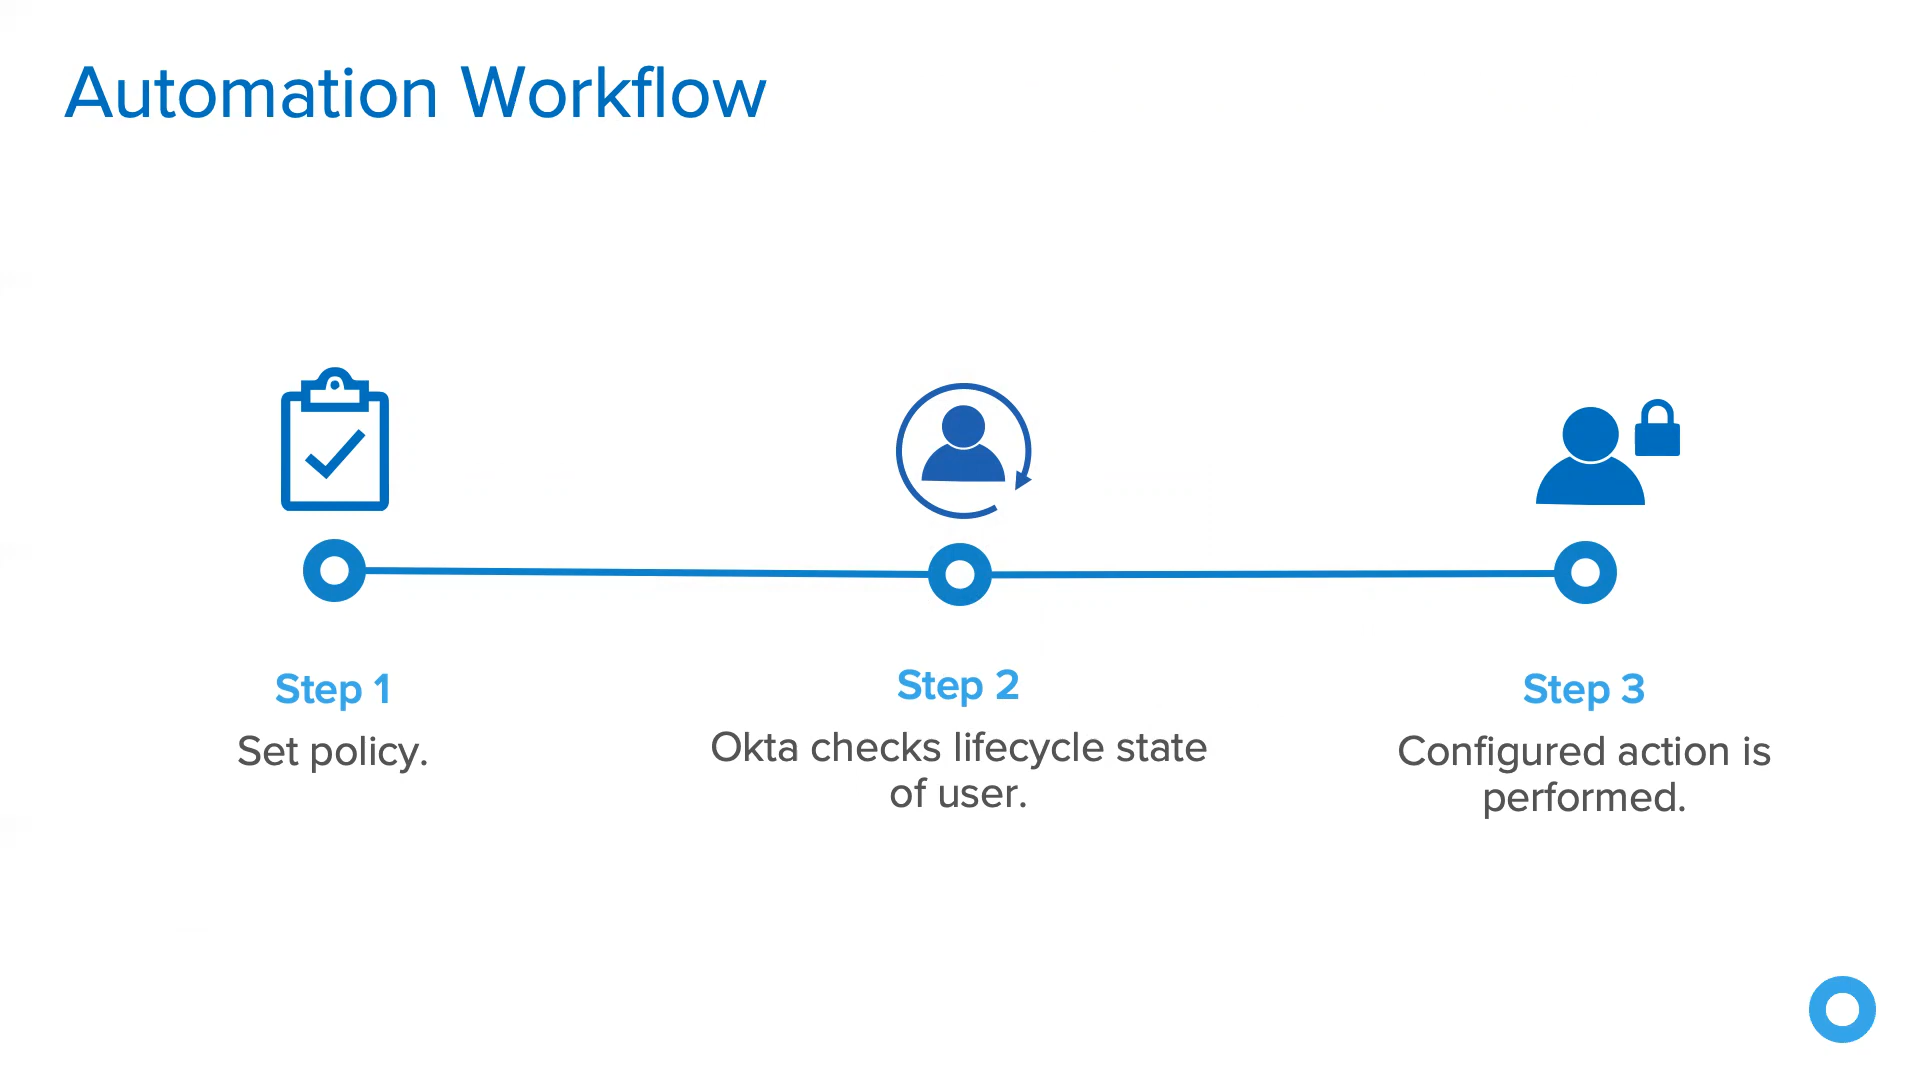 Automation Workflow
Step 1
Set policy.
Step 2
Okta checks lifecycle state
of user.
Step 3
Configured action is
performed.